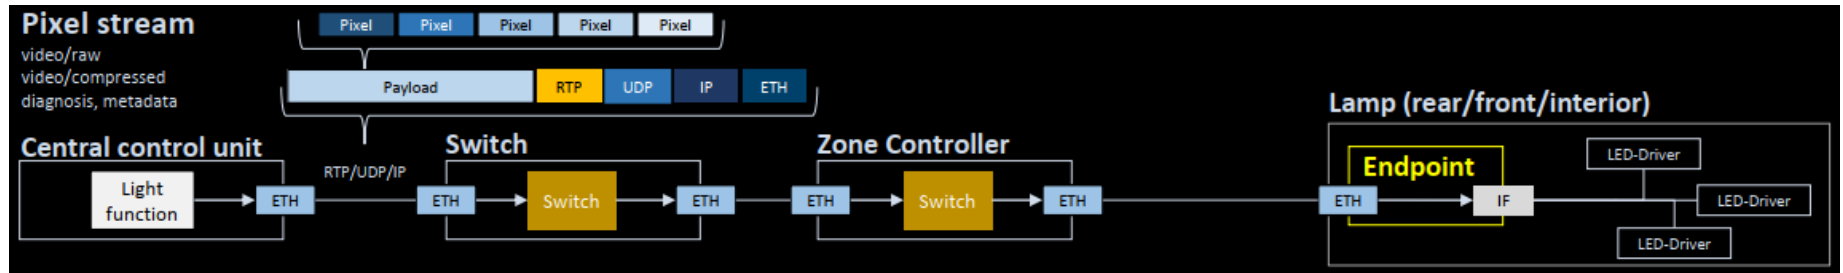 Pixel stream
video/raw
video/compressed
diagnosis, metadata
Pixel Pixel Pixel Pixel Pixel
Payload RTP UDP IP ETH
Central control unit
Light
function
ETH
RTP/UDP/IP
Switch
ETH
Switch
ETH
Zone Controller
ETH
Switch
ETH
Lamp (rear/front/interior)
Endpoint
ETH
IF
LED-Driver
LED-Driver
LED-Driver